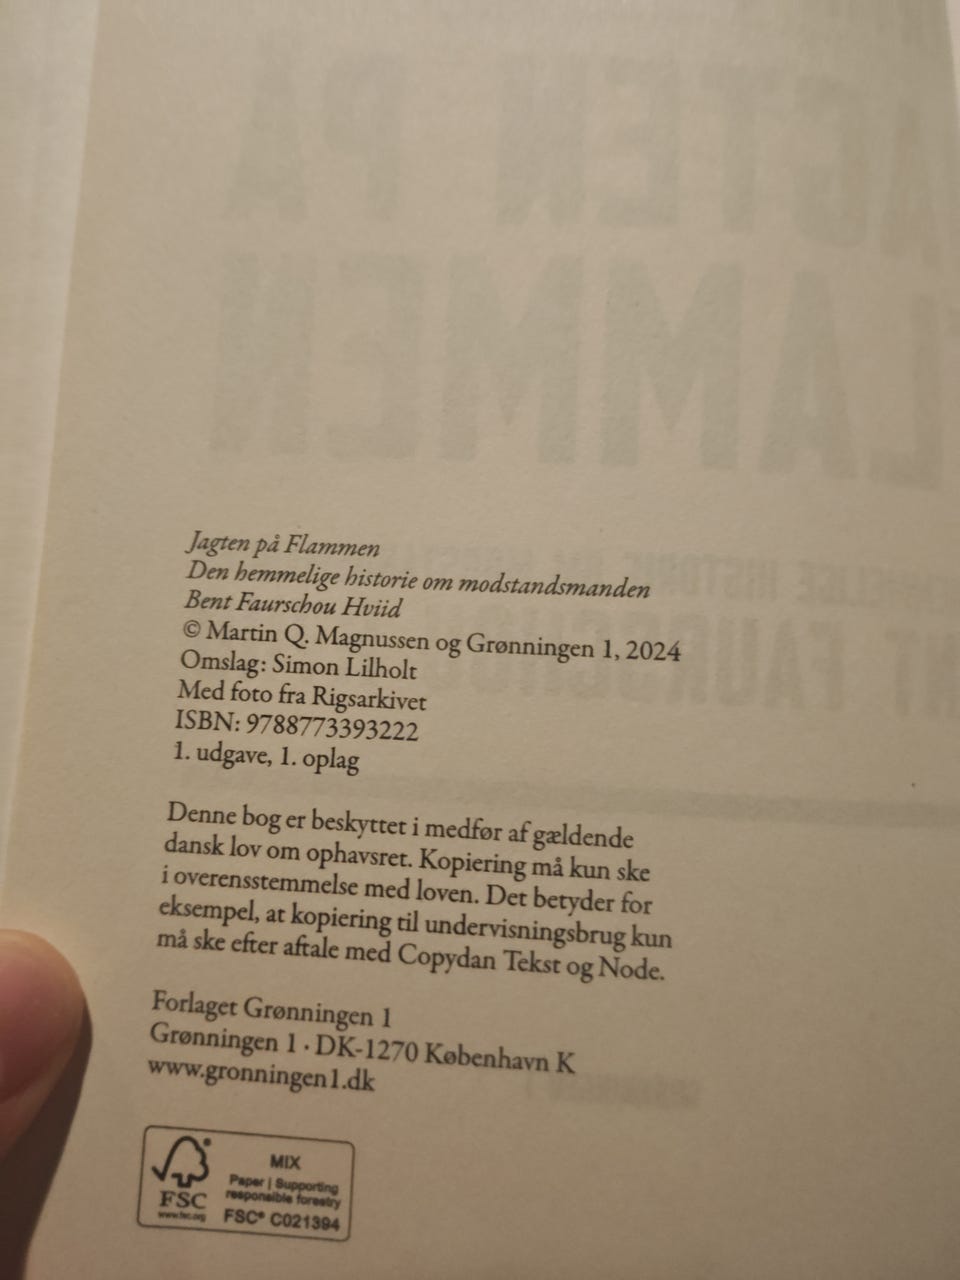 Jagten på Flammen
Den hemmelige historie om modstandsmanden
Bent Faurschou Hviid
© Martin Q. Magnussen og Grønningen 1, 2024
Omslag: Simon Lilholt
Med foto fra Rigsarkivet
ISBN: 9788773393222
1. udgave, 1. oplag
Denne bog er beskyttet i medfør af gældende
dansk lov om ophavsret. Kopiering må kun ske
i overensstemmelse med loven. Det betyder for
eksempel, at kopiering til undervisningsbrug kun
må ske efter aftale med Copydan Tekst og Node.
Forlaget Grønningen 1
Grønningen 1 · DK-1270 København K
www.gronningen1.dk
MIX
Paper | Supporting
responsible forestry
FSC
www.fsc.org
FSC® C021394